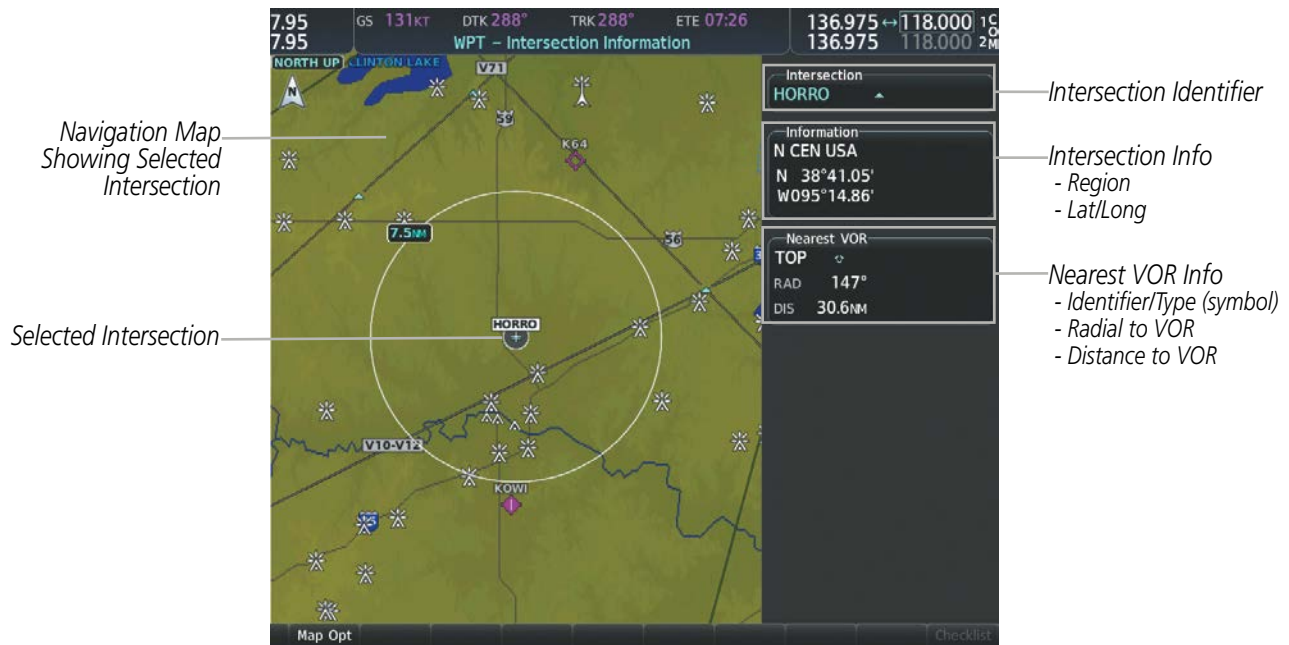 7.95
7.95
GS 131KT DTK 288° TRK 288° ETE 07:26
WPT – Intersection Information
136.975 ↔ 118.000 1
136.975 118.000 2
NORTH UP
CLINTON LAKE
N
V71
59
K64
7.5NM
56
HORRO
V10-V12
KOWI
35
Intersection
HORRO
Information
N CEN USA
N 38°41.05'
W095°14.86'
Nearest VOR
TOP
RAD 147°
DIS 30.6NM
Map Opt
Checklist
Navigation Map
Showing Selected
Intersection
Selected Intersection
Intersection Identifier
Intersection Info
- Region
- Lat/Long
Nearest VOR Info
- Identifier/Type (symbol)
- Radial to VOR
- Distance to VOR